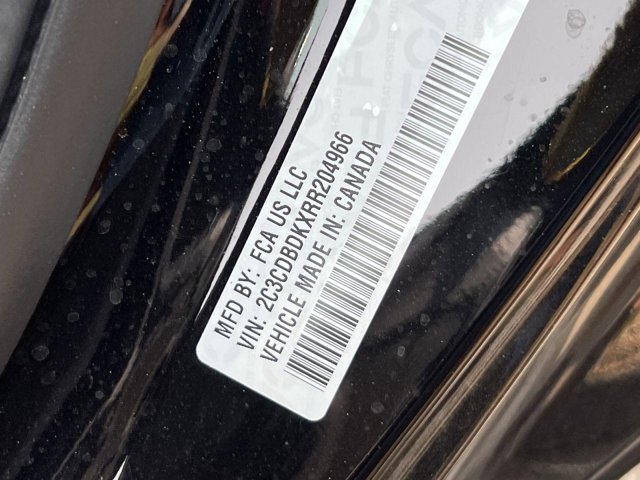 MFD BY: FCA US LLC
VIN: 2C3CDBDKXRR204966
VEHICLE MADE IN: CANADA